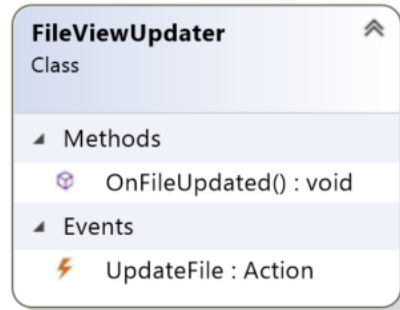 FileViewUpdater
Class
Methods
OnFileUpdated() : void
Events
UpdateFile : Action